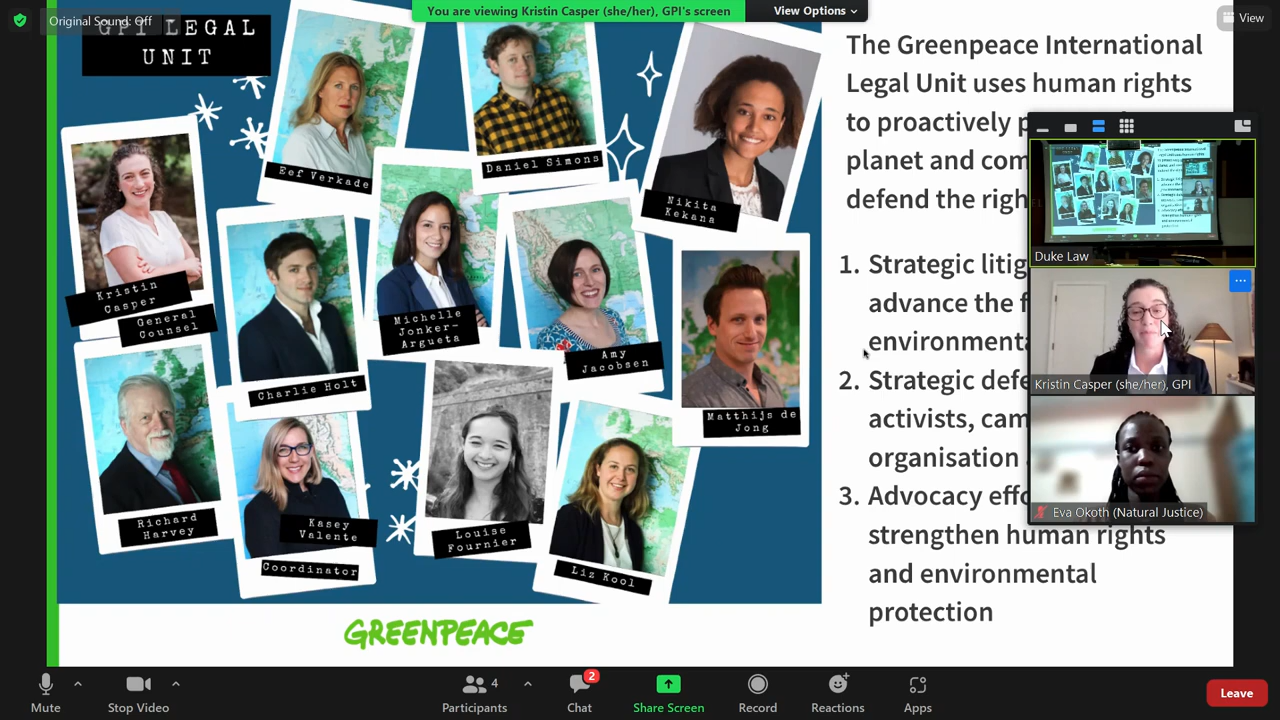 Original Sound: Off
You are viewing Kristin Casper (she/her), GPI's screen
View Options
View
GPI LEGAL
UNIT
Eef Verkade
Daniel Simons
Nikita
Kekana
Kristin
Casper
General
Counsel
Charlie Holt
Michelle
Jonker-
Argueta
Amy
Jacobsen
Matthijs de
Jong
Richard
Harvey
Kasey
Valente
Coordinator
Louise
Fournier
Liz Kool
GREENPEACE
The Greenpeace International
Legal Unit uses human rights
to proactively p
planet and com
defend the righ
1. Strategic litig
advance the f
environmenta
2. Strategic defe
activists, cam
organisation
3. Advocacy effo
strengthen human rights
and environmental
protection
Duke Law
Kristin Casper (she/her), GPI
Eva Okoth (Natural Justice)
Mute
Stop Video
Participants
4
Chat
2
Share Screen
Record
Reactions
Apps
Leave